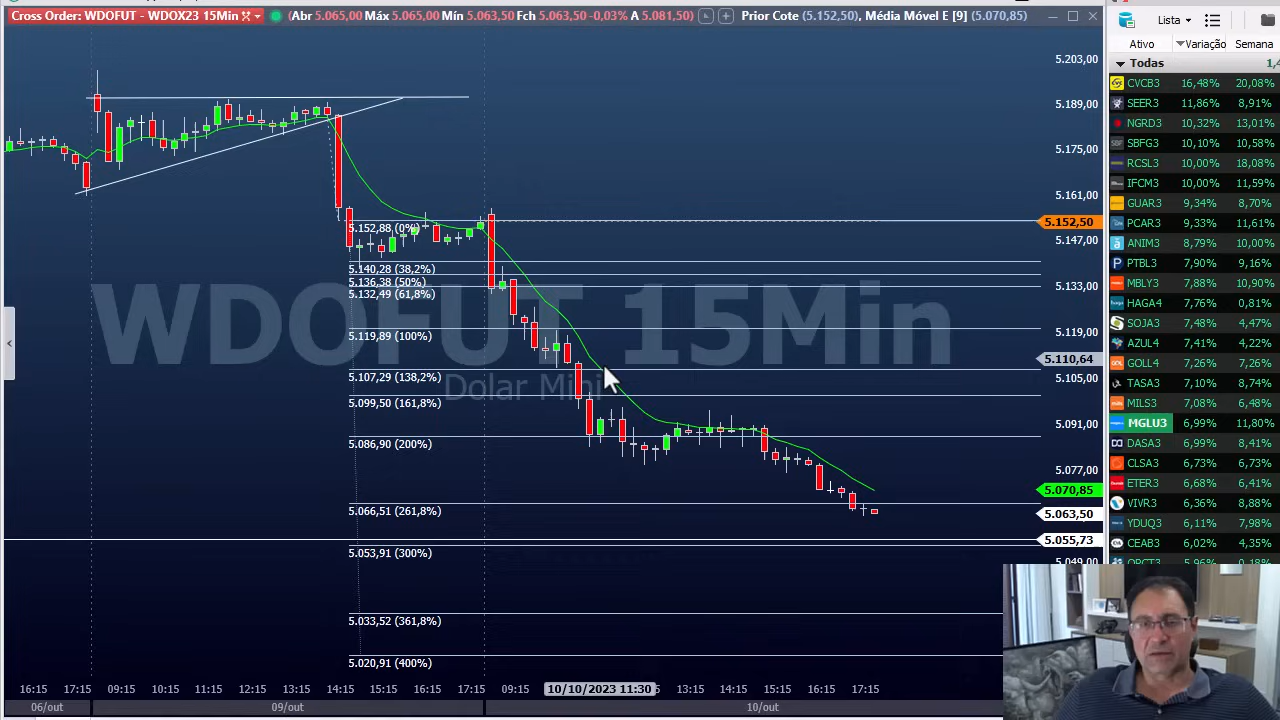 Cross Order: WDOFUT - WDOX23 15Min
(Abr 5.065,00 Máx 5.065,00 Mín 5.063,50 Fch 5.063,50 -0,03% A 5.081,50)
Prior Cote (5.152,50), Média Móvel E [9] (5.070,85)
WDOFUT 15Min
Dolar Mini
5.152,88 (0%)
5.140,28 (38,2%)
5.136,38 (50%)
5.132,49 (61,8%)
5.119,89 (100%)
5.107,29 (138,2%)
5.099,50 (161,8%)
5.086,90 (200%)
5.066,51 (261,8%)
5.053,91 (300%)
5.033,52 (361,8%)
5.020,91 (400%)
5.203,00
5.189,00
5.175,00
5.161,00
5.152,50
5.147,00
5.133,00
5.119,00
5.110,64
5.105,00
5.091,00
5.077,00
5.070,85
5.063,50
5.055,73
5.049,00
16:15 17:15 09:15 10:15 11:15 12:15 13:15 14:15 15:15 16:15 17:15 09:15 10/10/2023 11:30 13:15 14:15 15:15 16:15 17:15
06/out 09/out 10/out
Lista
Ativo Variação Semana
Todas 1,4
CVCB3 16,48% 20,08%
SEER3 11,86% 8,91%
NGRD3 10,32% 13,01%
SBFG3 10,10% 10,58%
RCSL3 10,00% 18,08%
IFCM3 10,00% 11,59%
GUAR3 9,34% 8,70%
PCAR3 9,33% 11,61%
ANIM3 8,79% 10,00%
PTBL3 7,90% 9,16%
MBLY3 7,88% 10,90%
HAGA4 7,76% 0,81%
SOJA3 7,48% 4,47%
AZUL4 7,41% 4,22%
GOLL4 7,26% 7,26%
TASA3 7,10% 8,74%
MILS3 7,08% 6,48%
MGLU3 6,99% 11,80%
DASA3 6,99% 8,41%
CLSA3 6,73% 6,73%
ETER3 6,68% 6,41%
VIVR3 6,36% 8,88%
YDUQ3 6,11% 7,98%
CEAB3 6,02% 4,35%